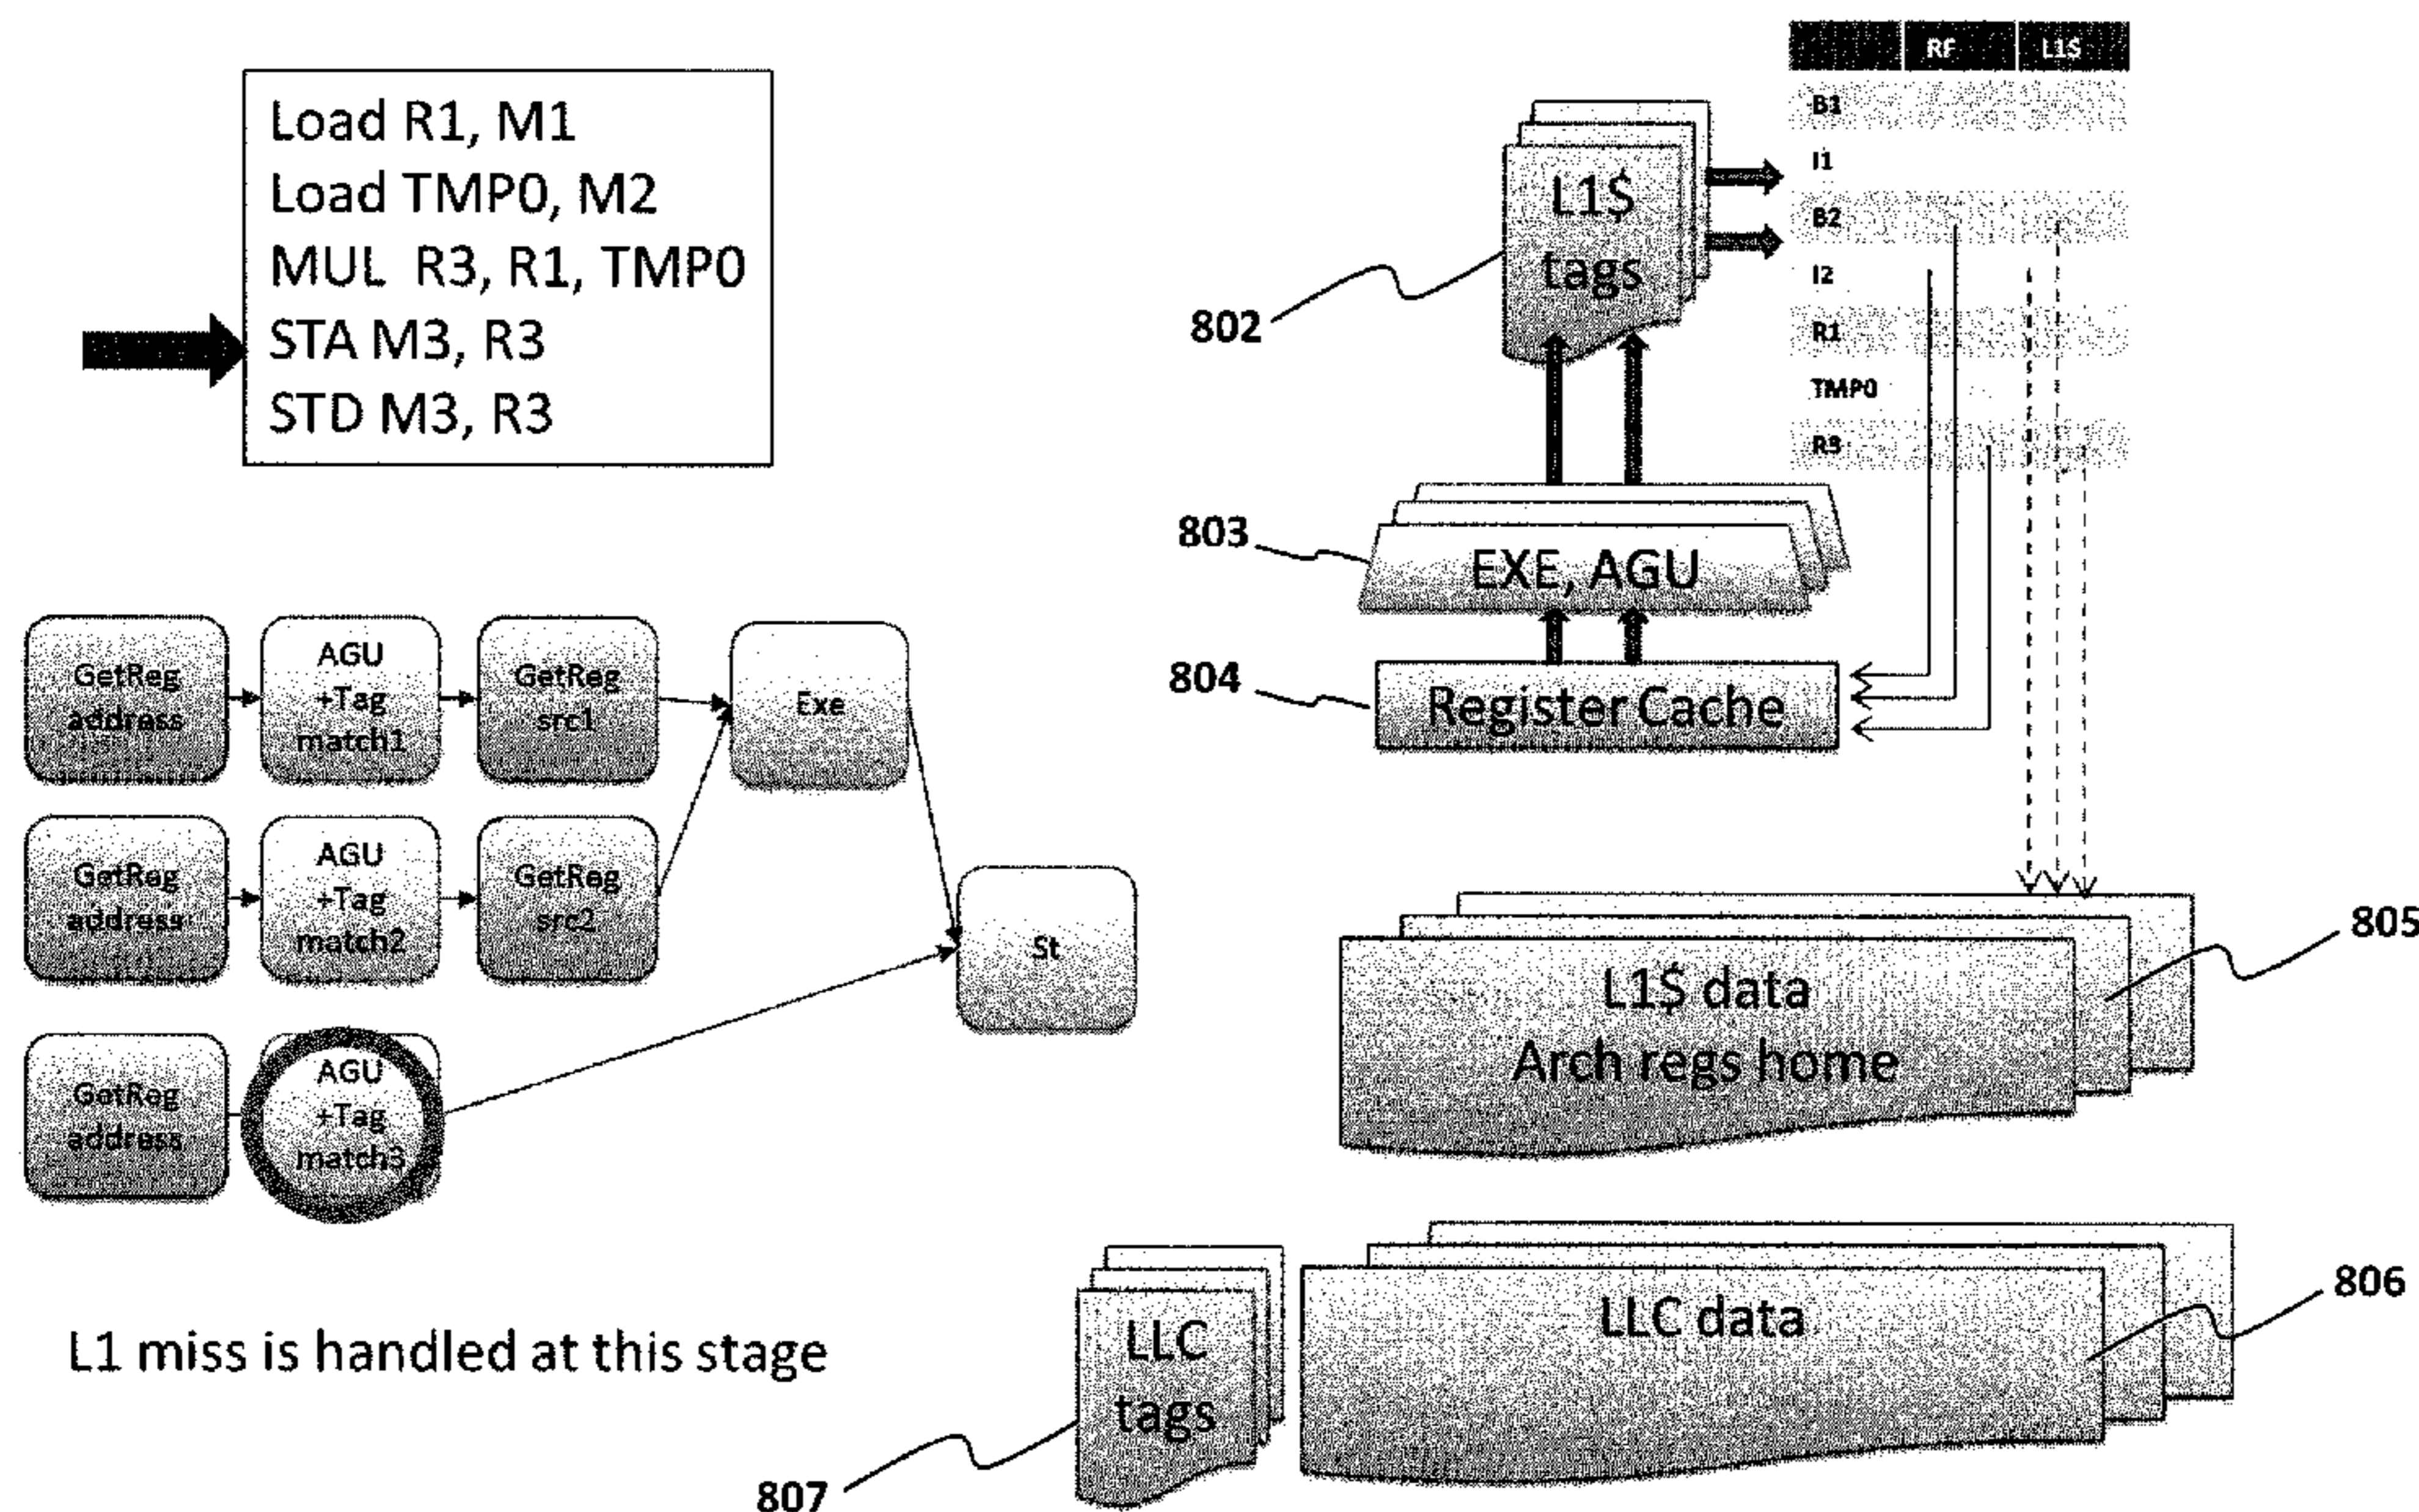 Load R1, M1
Load TMP0, M2
MUL R3, R1, TMP0
STA M3, R3
STD M3, R3
RF L1$
B1
I1
B2
I2
R1
TMP0
R3
L1$
tags
802
803
EXE, AGU
804
Register Cache
GetReg
address
AGU
+Tag
match1
GetReg
src1
Exe
GetReg
address
AGU
+Tag
match2
GetReg
src2
St
GetReg
address
AGU
+Tag
match3
805
L1$ data
Arch regs home
806
LLC data
LLC
tags
807
L1 miss is handled at this stage